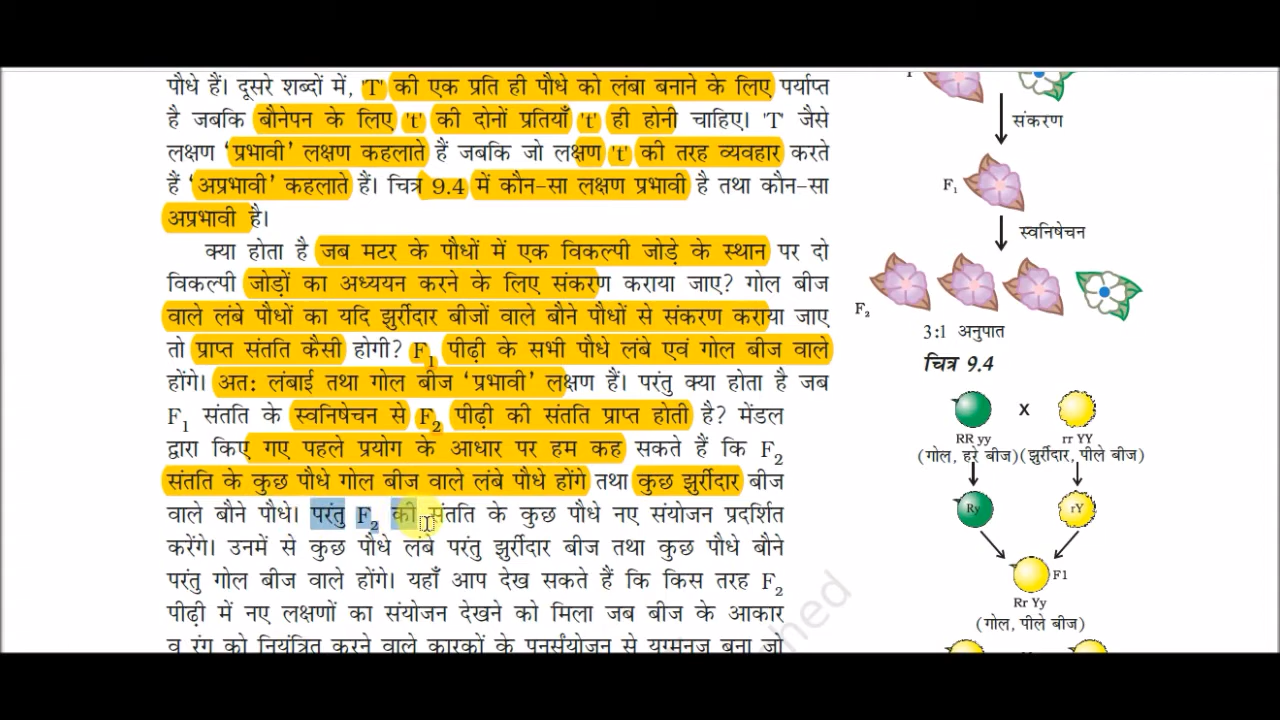 पौधे हैं। दूसरे शब्दों में, 'T' की एक प्रति ही पौधे को लंबा बनाने के लिए पर्याप्त
है जबकि बौनेपन के लिए 't' की दोनों प्रतियाँ 't' ही होनी चाहिए। 'T' जैसे
लक्षण 'प्रभावी' लक्षण कहलाते हैं जबकि जो लक्षण 't' की तरह व्यवहार करते
हैं 'अप्रभावी' कहलाते हैं। चित्र 9.4 में कौन-सा लक्षण प्रभावी है तथा कौन-सा
अप्रभावी है।
क्या होता है जब मटर के पौधों में एक विकल्पी जोड़े के स्थान पर दो
विकल्पी जोड़ों का अध्ययन करने के लिए संकरण कराया जाए? गोल बीज
वाले लंबे पौधों का यदि झुर्रीदार बीजों वाले बौने पौधों से संकरण कराया जाए
तो प्राप्त संतति कैसी होगी? F₁ पीढ़ी के सभी पौधे लंबे एवं गोल बीज वाले
होंगे। अत: लंबाई तथा गोल बीज 'प्रभावी' लक्षण हैं। परंतु क्या होता है जब
F₁ संतति के स्वनिषेचन से F₂ पीढ़ी की संतति प्राप्त होती है? मेंडल
द्वारा किए गए पहले प्रयोग के आधार पर हम कह सकते हैं कि F₂
संतति के कुछ पौधे गोल बीज वाले लंबे पौधे होंगे तथा कुछ झुर्रीदार बीज
वाले बौने पौधे। परंतु F₂ की संतति के कुछ पौधे नए संयोजन प्रदर्शित
करेंगे। उनमें से कुछ पौधे लंबे परंतु झुर्रीदार बीज तथा कुछ पौधे बौने
परंतु गोल बीज वाले होंगे। यहाँ आप देख सकते हैं कि किस तरह F₂
पीढ़ी में नए लक्षणों का संयोजन देखने को मिला जब बीज के आकार
व रंग को नियंत्रित करने वाले कारकों के पुनर्संयोजन से युग्मनज बना जो
संकरण
F₁
स्वनिषेचन
F₂
3:1 अनुपात
चित्र 9.4
x
RR yy rr YY
(गोल, हरे बीज) (झुर्रीदार, पीले बीज)
Ry rY
F1
Rr Yy
(गोल, पीले बीज)